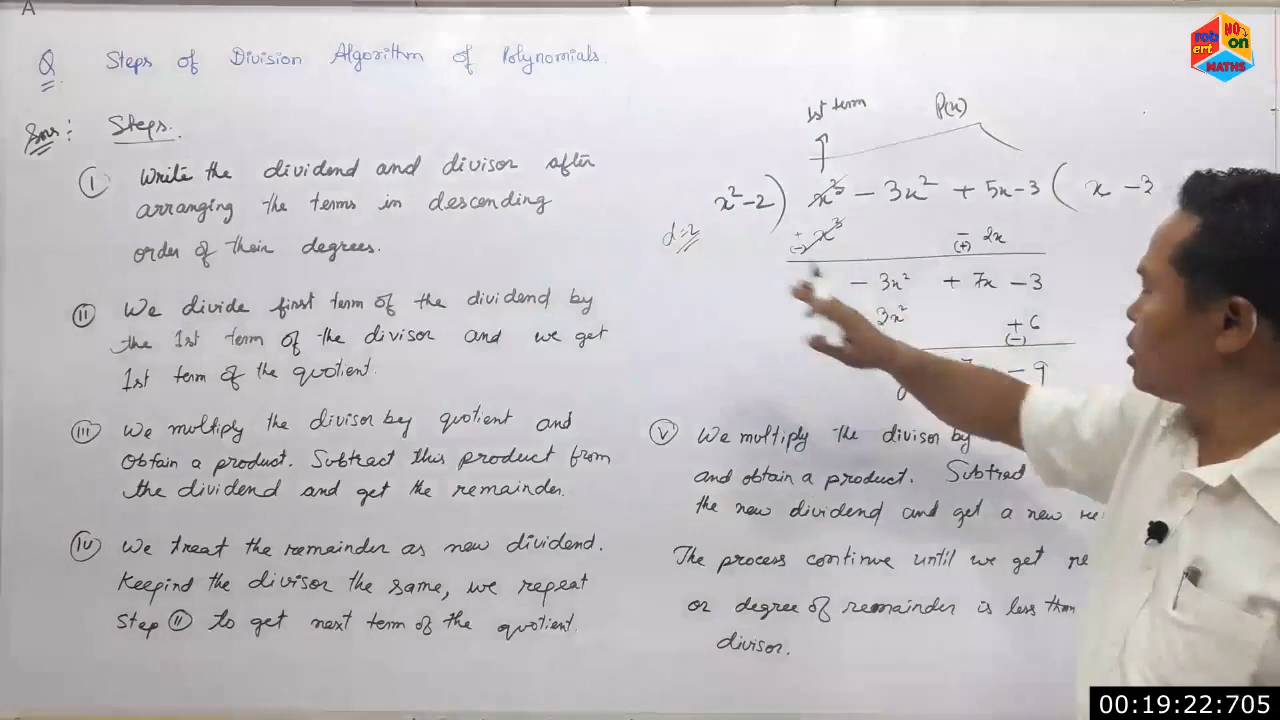 A
Q Steps of Division Algorithm of Polynomials.
Ans: Steps.
I Write the dividend and divisor after
arranging the terms in descending
order of their degrees.
II We divide first term of the dividend by
the 1st term of the divisor and we get
1st term of the quotient.
III We multiply the divisor by quotient and
Obtain a product. Subtract this product from
the dividend and get the remainder.
IV We treat the remainder as new dividend.
Keepind the divisor the same, we repeat
Step II to get next term of the quotient.
1st term P(x)
x²-2) x³ - 3x² + 5x-3 ( x -3
d=2
+ x³ - 2x
(-) (+)
- 3x² + 7x - 3
3x² + 6
(-)
- 9
V We multiply the divisor by
and obtain a product. Subtract
the new dividend and get a new
The process continue until we get
or degree of remainder is less than
divisor.
robert NO on MATHS
00:19:22:705